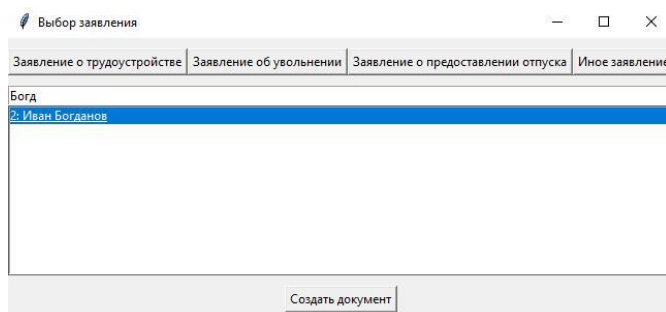 Выбор заявления
Заявление о трудоустройстве Заявление об увольнении Заявление о предоставлении отпуска Иное заявление
Богд
2: Иван Богданов
Создать документ